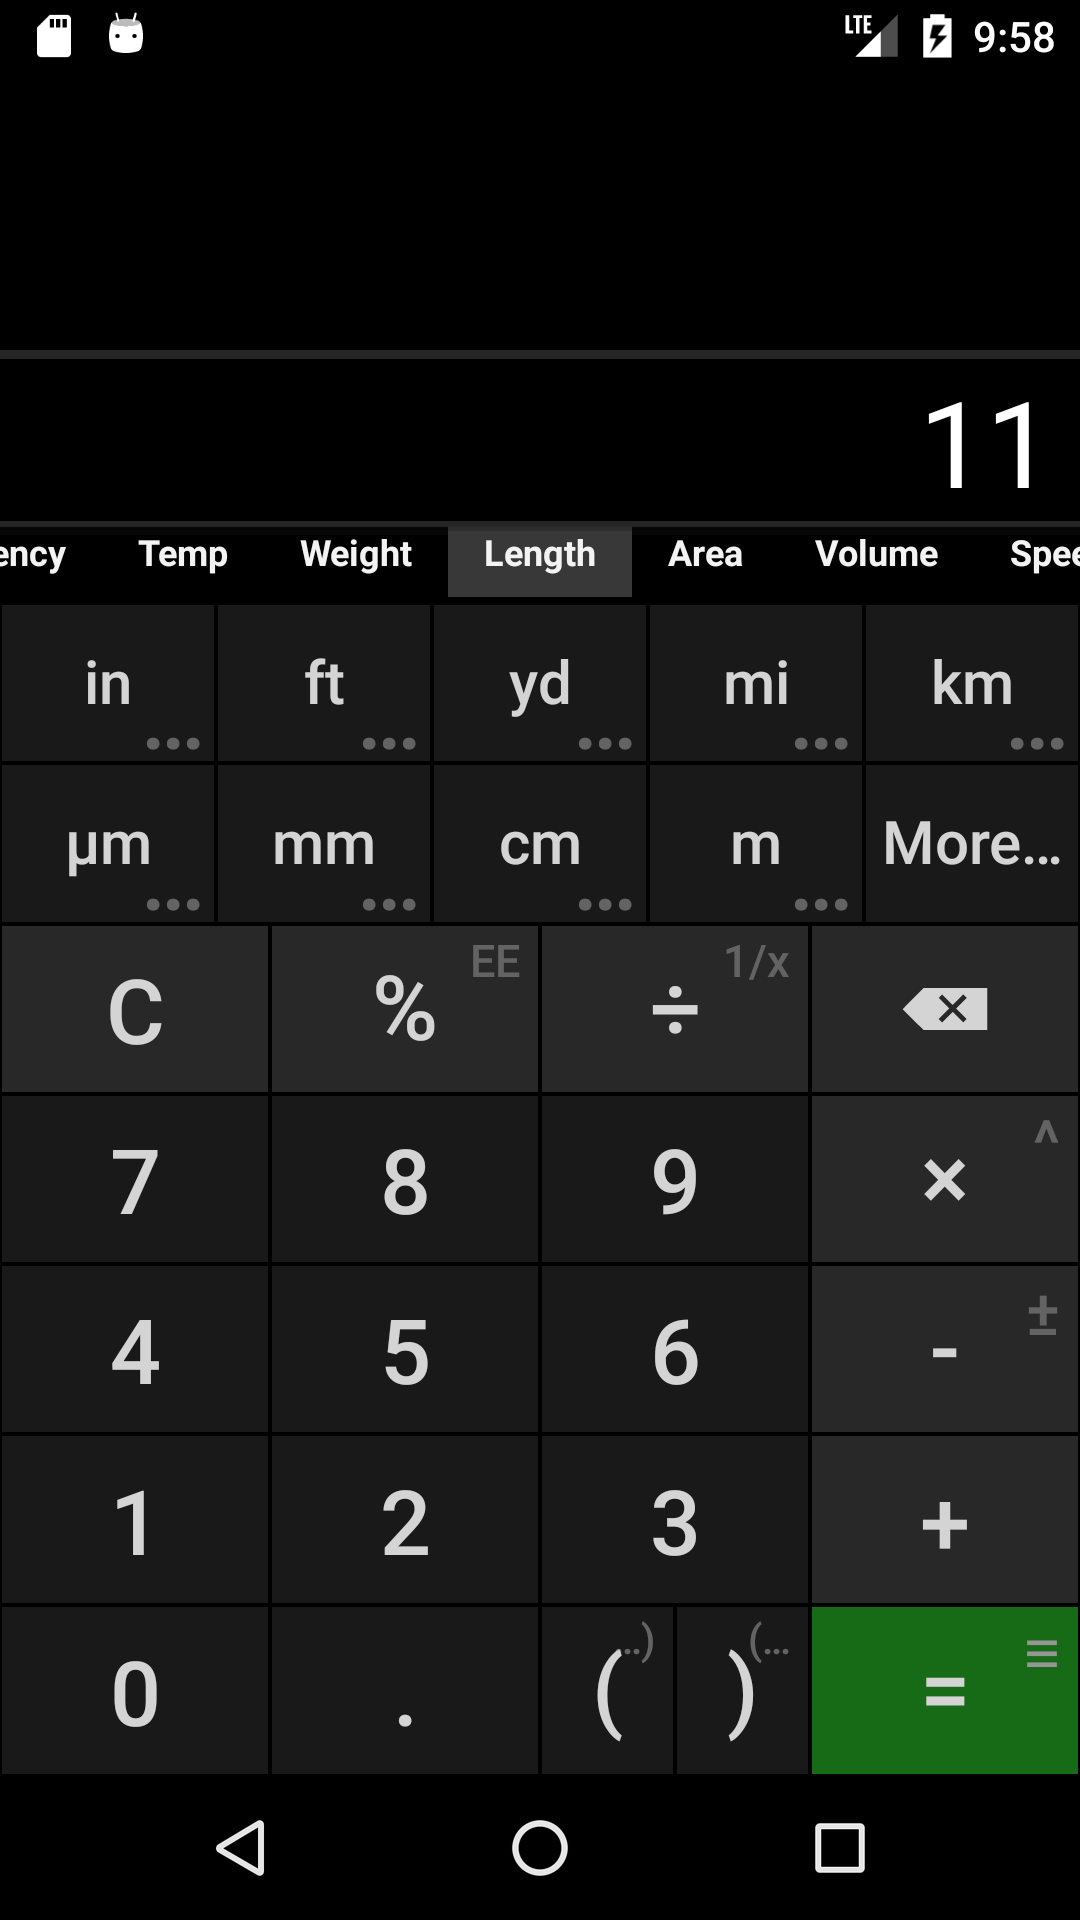 LTE 9:58
11
ency Temp Weight Length Area Volume Spee
in ft yd mi km
µm mm cm m More...
C % EE ÷ 1/x
7 8 9 × ^
4 5 6 - ±
1 2 3 +
0 . ( ..) ) (... =